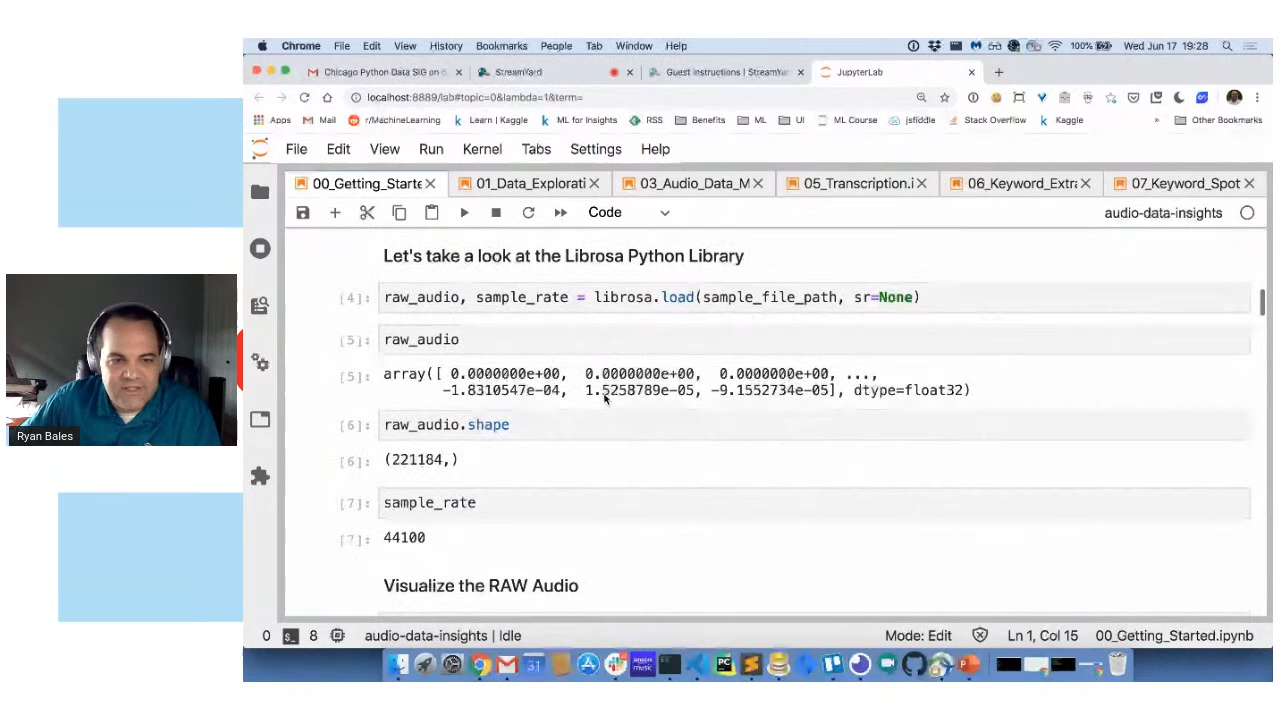 Chrome File Edit View History Bookmarks People Tab Window Help 100% Wed Jun 17 19:28
Chicago Python Data SIG on 6. × StreamYard × Guest Instructions | StreamYar × JupyterLab × +
localhost:8889/lab#topic=0&lambda=1&term=
Apps Mail r/MachineLearning Learn | Kaggle ML for Insights RSS Benefits ML UI ML Course jsfiddle Stack Overflow Kaggle » Other Bookmarks
File Edit View Run Kernel Tabs Settings Help
00_Getting_Starte × 01_Data_Explorati × 03_Audio_Data_M × 05_Transcription.i × 06_Keyword_Extra × 07_Keyword_Spot ×
Code audio-data-insights
Let's take a look at the Librosa Python Library
[4]: raw_audio, sample_rate = librosa.load(sample_file_path, sr=None)
[5]: raw_audio
[5]: array([ 0.0000000e+00, 0.0000000e+00, 0.0000000e+00, ...,
-1.8310547e-04, 1.5258789e-05, -9.1552734e-05], dtype=float32)
[6]: raw_audio.shape
[6]: (221184,)
[7]: sample_rate
[7]: 44100
Visualize the RAW Audio
Ryan Bales
0 8 audio-data-insights | Idle Mode: Edit Ln 1, Col 15 00_Getting_Started.ipynb